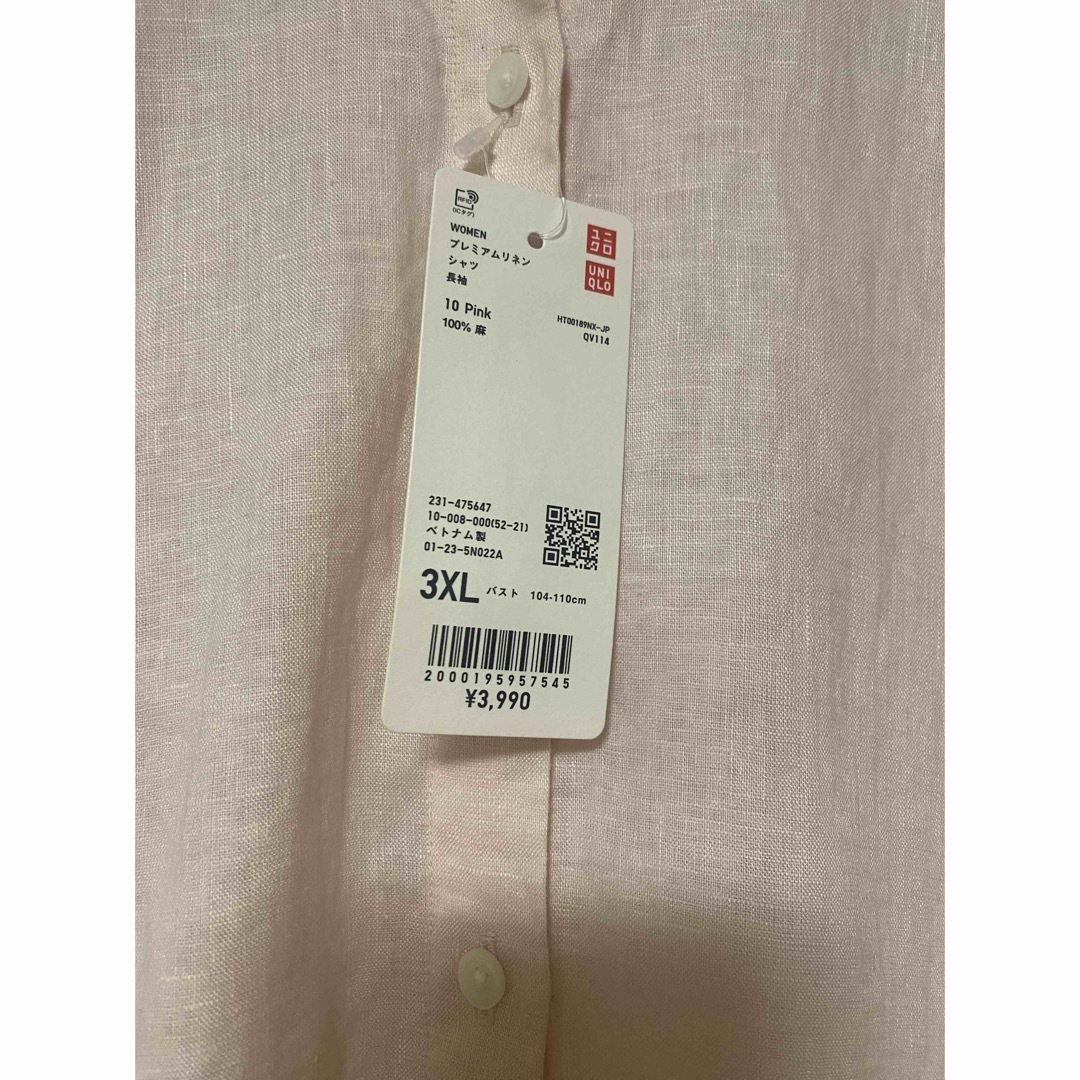 RFID
(ICタグ)
WOMEN
プレミアムリネン
シャツ
長袖
10 Pink
100% 麻
ユニ
クロ
UNI
QLO
HT00189NX-JP
QV114
231-475647
10-008-000(52-21)
ベトナム製
01-23-5N022A
3XL バスト 104-110cm
2000195957545
¥3,990